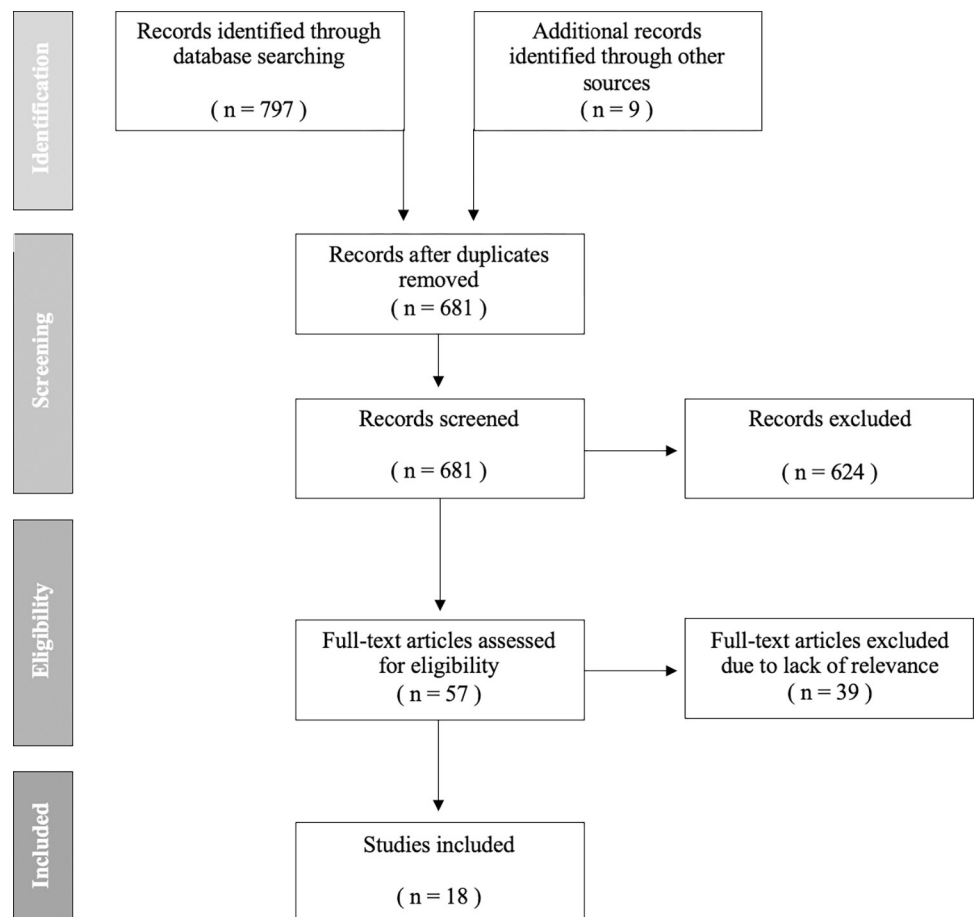 Identification
Records identified through
database searching
( n = 797 )
Additional records
identified through other
sources
( n = 9 )
Screening
Records after duplicates
removed
( n = 681 )
Records screened
( n = 681 )
Records excluded
( n = 624 )
Eligibility
Full-text articles assessed
for eligibility
( n = 57 )
Full-text articles excluded
due to lack of relevance
( n = 39 )
Included
Studies included
( n = 18 )